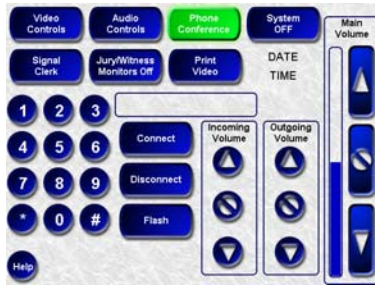 Video
Controls
Audio
Controls
Phone
Conference
System
OFF
Main
Volume
Signal
Clerk
Jury/Witness
Monitors Off
Print
Video
DATE
TIME
1 2 3
4 5 6
7 8 9
* 0 #
Connect
Disconnect
Flash
Incoming
Volume
Outgoing
Volume
Help